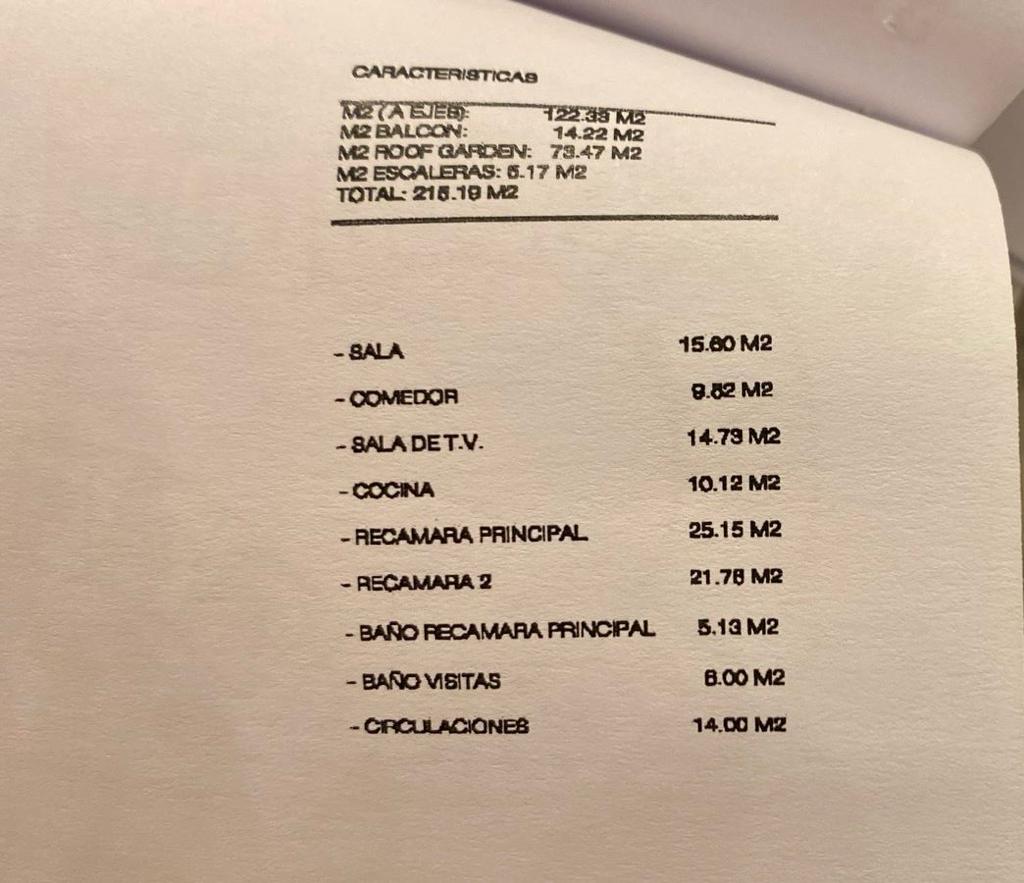 CARACTERISTICAS
M2 (A EJES): 122.33 M2
M2 BALCON: 14.22 M2
M2 ROOF GARDEN: 73.47 M2
M2 ESCALERAS: 5.17 M2
TOTAL: 215.19 M2
- SALA 15.60 M2
- COMEDOR 9.82 M2
- SALA DE T.V. 14.73 M2
- COCINA 10.12 M2
- RECAMARA PRINCIPAL 25.15 M2
- RECAMARA 2 21.78 M2
- BAÑO RECAMARA PRINCIPAL 5.13 M2
- BAÑO VISITAS 6.00 M2
- CIRCULACIONES 14.00 M2